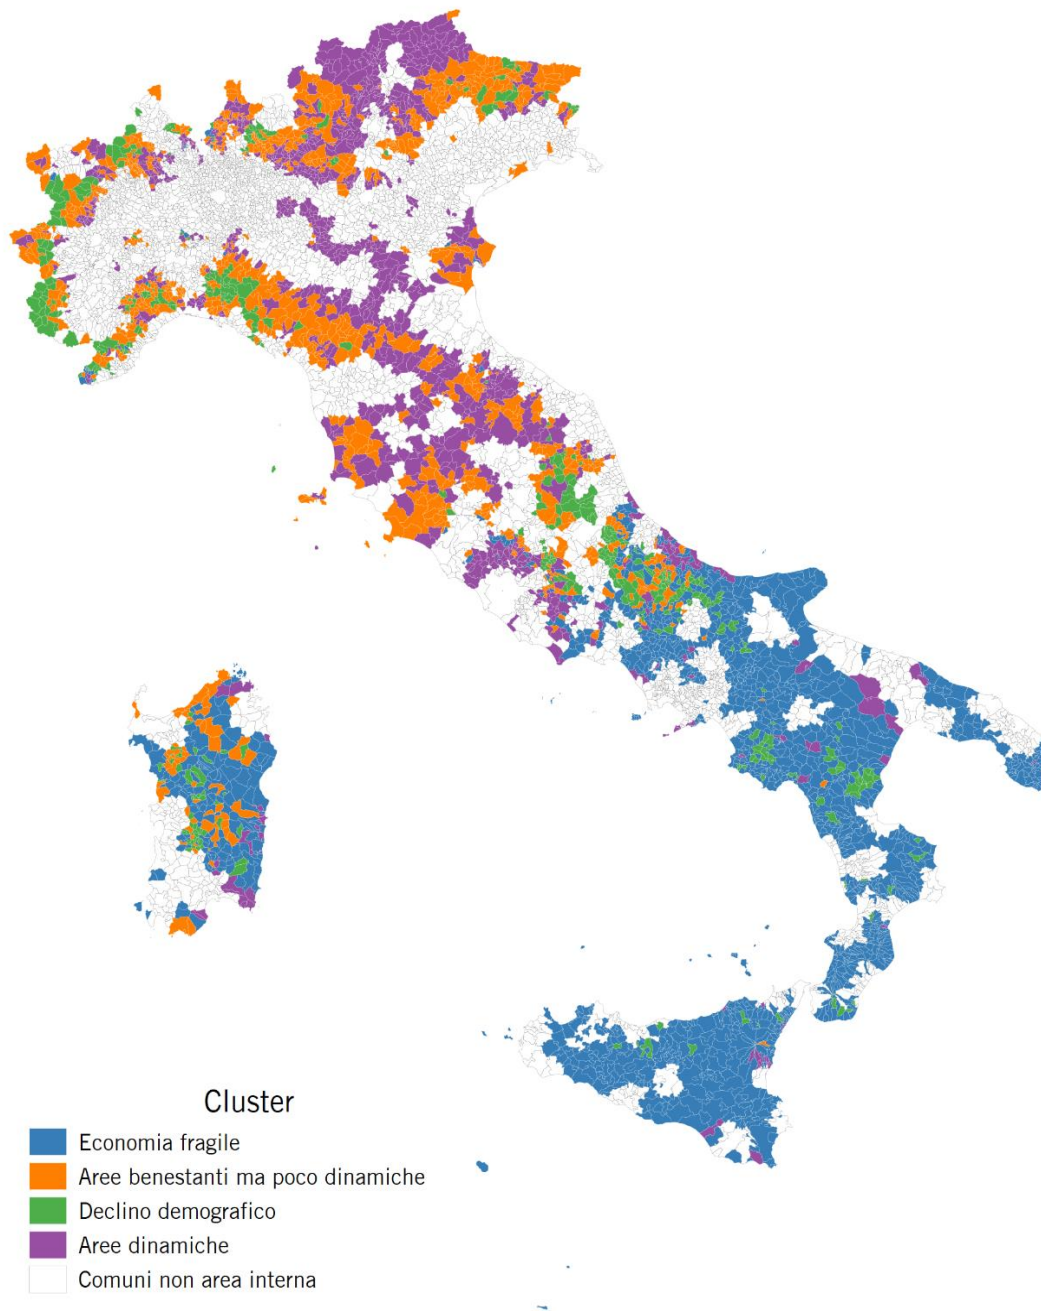 Cluster
Economia fragile
Aree benestanti ma poco dinamiche
Declino demografico
Aree dinamiche
Comuni non area interna